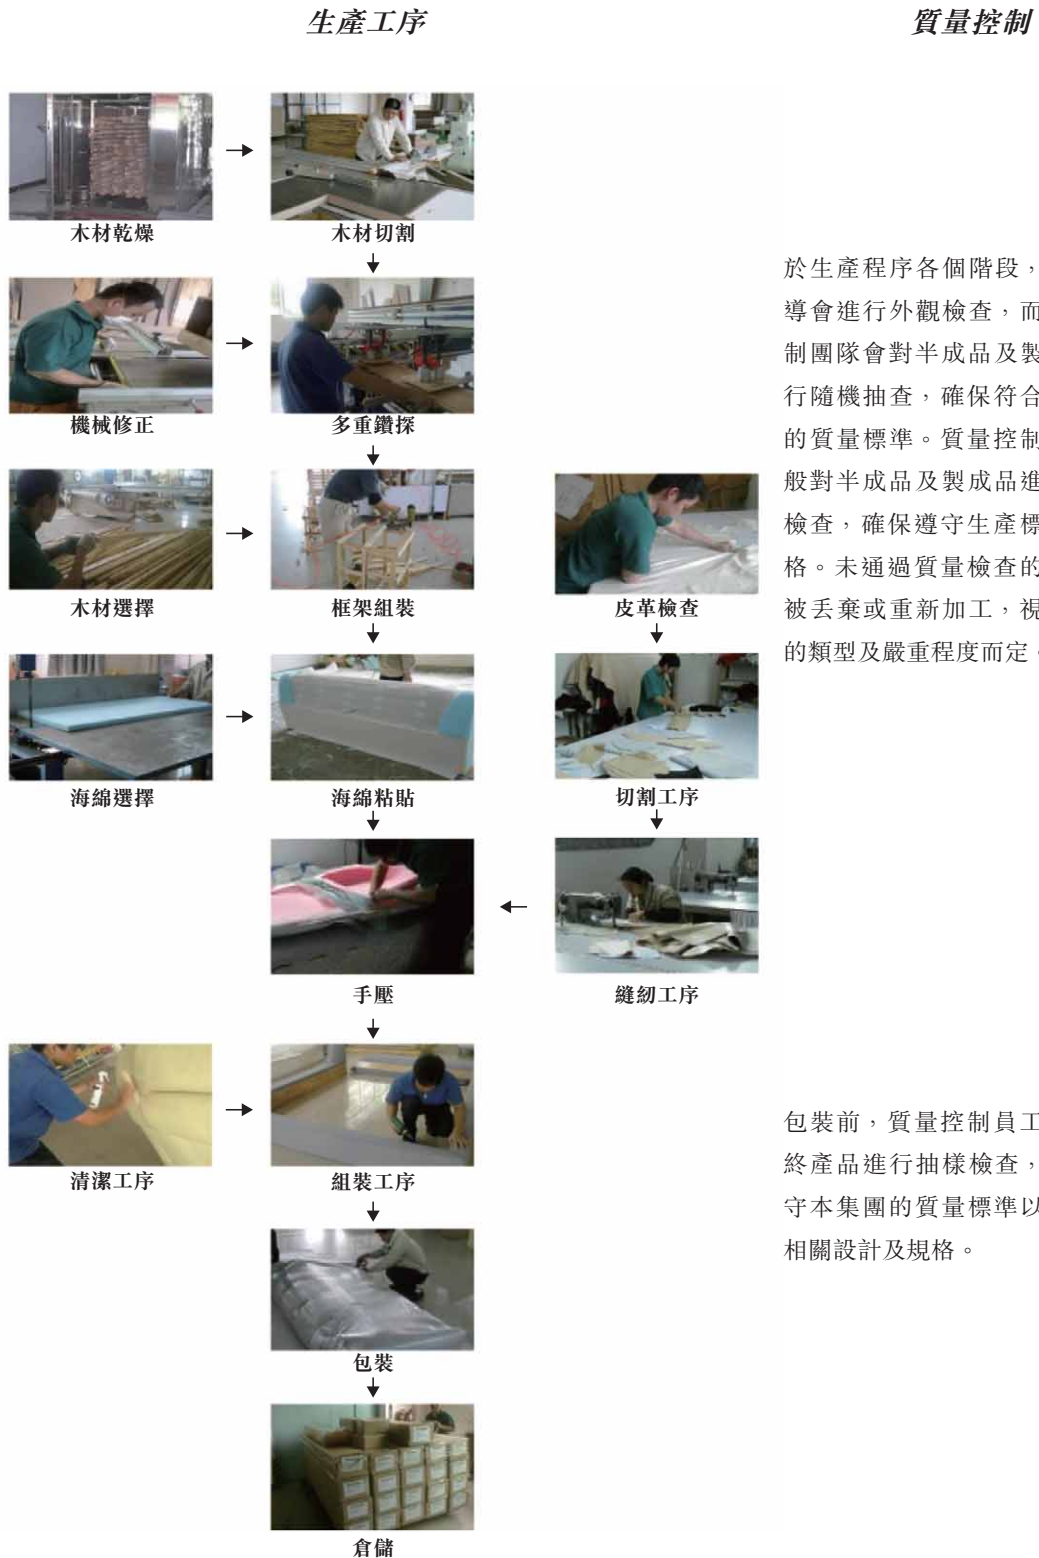 生產工序
質量控制
木材乾燥
木材切割
機械修正
多重鑽探
木材選擇
框架組裝
皮革檢查
海綿選擇
海綿粘貼
切割工序
手壓
縫紉工序
清潔工序
組裝工序
包裝
倉儲
於生產程序各個階段，
導會進行外觀檢查，而
制團隊會對半成品及製
行隨機抽查，確保符合
的質量標準。質量控制
般對半成品及製成品進
檢查，確保遵守生產標
格。未通過質量檢查的
被丟棄或重新加工，視
的類型及嚴重程度而定。
包裝前，質量控制員工
終產品進行抽樣檢查，
守本集團的質量標準以
相關設計及規格。